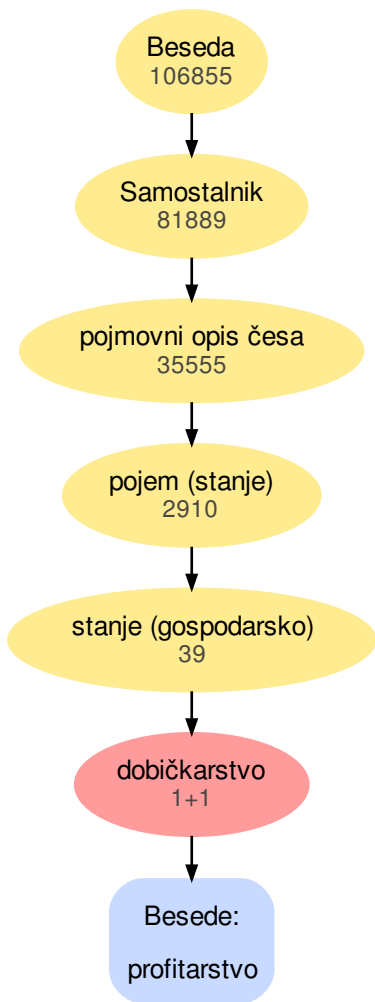 Beseda
106855
Samostalnik
81889
pojmovni opis česa
35555
pojem (stanje)
2910
stanje (gospodarsko)
39
dobičkarstvo
1+1
Besede:
profitarstvo